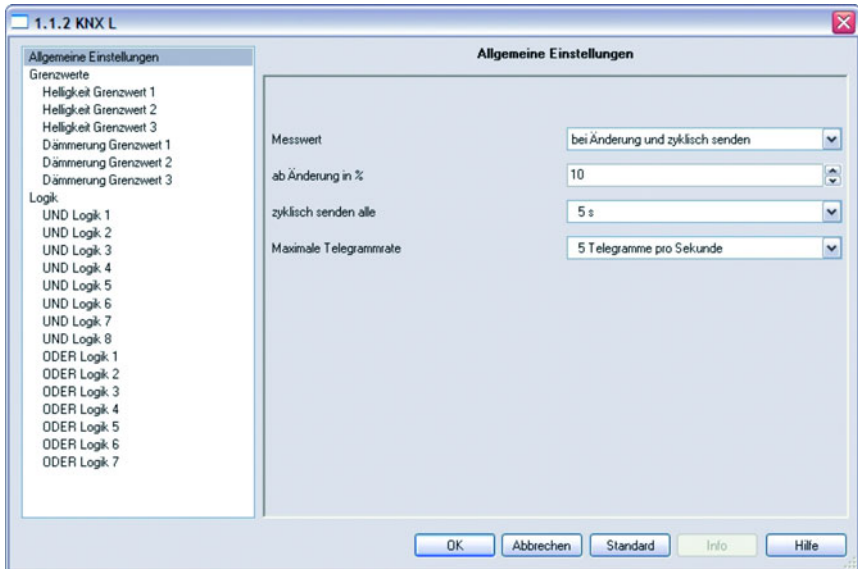 1.1.2 KNX L
Allgemeine Einstellungen
Grenzwerte
Helligkeit Grenzwert 1
Helligkeit Grenzwert 2
Helligkeit Grenzwert 3
Dämmerung Grenzwert 1
Dämmerung Grenzwert 2
Dämmerung Grenzwert 3
Logik
UND Logik 1
UND Logik 2
UND Logik 3
UND Logik 4
UND Logik 5
UND Logik 6
UND Logik 7
UND Logik 8
ODER Logik 1
ODER Logik 2
ODER Logik 3
ODER Logik 4
ODER Logik 5
ODER Logik 6
ODER Logik 7
Allgemeine Einstellungen
Messwert bei Änderung und zyklisch senden
ab Änderung in % 10
zyklisch senden alle 5 s
Maximale Telegrammrate 5 Telegramme pro Sekunde
OK Abbrechen Standard Info Hilfe